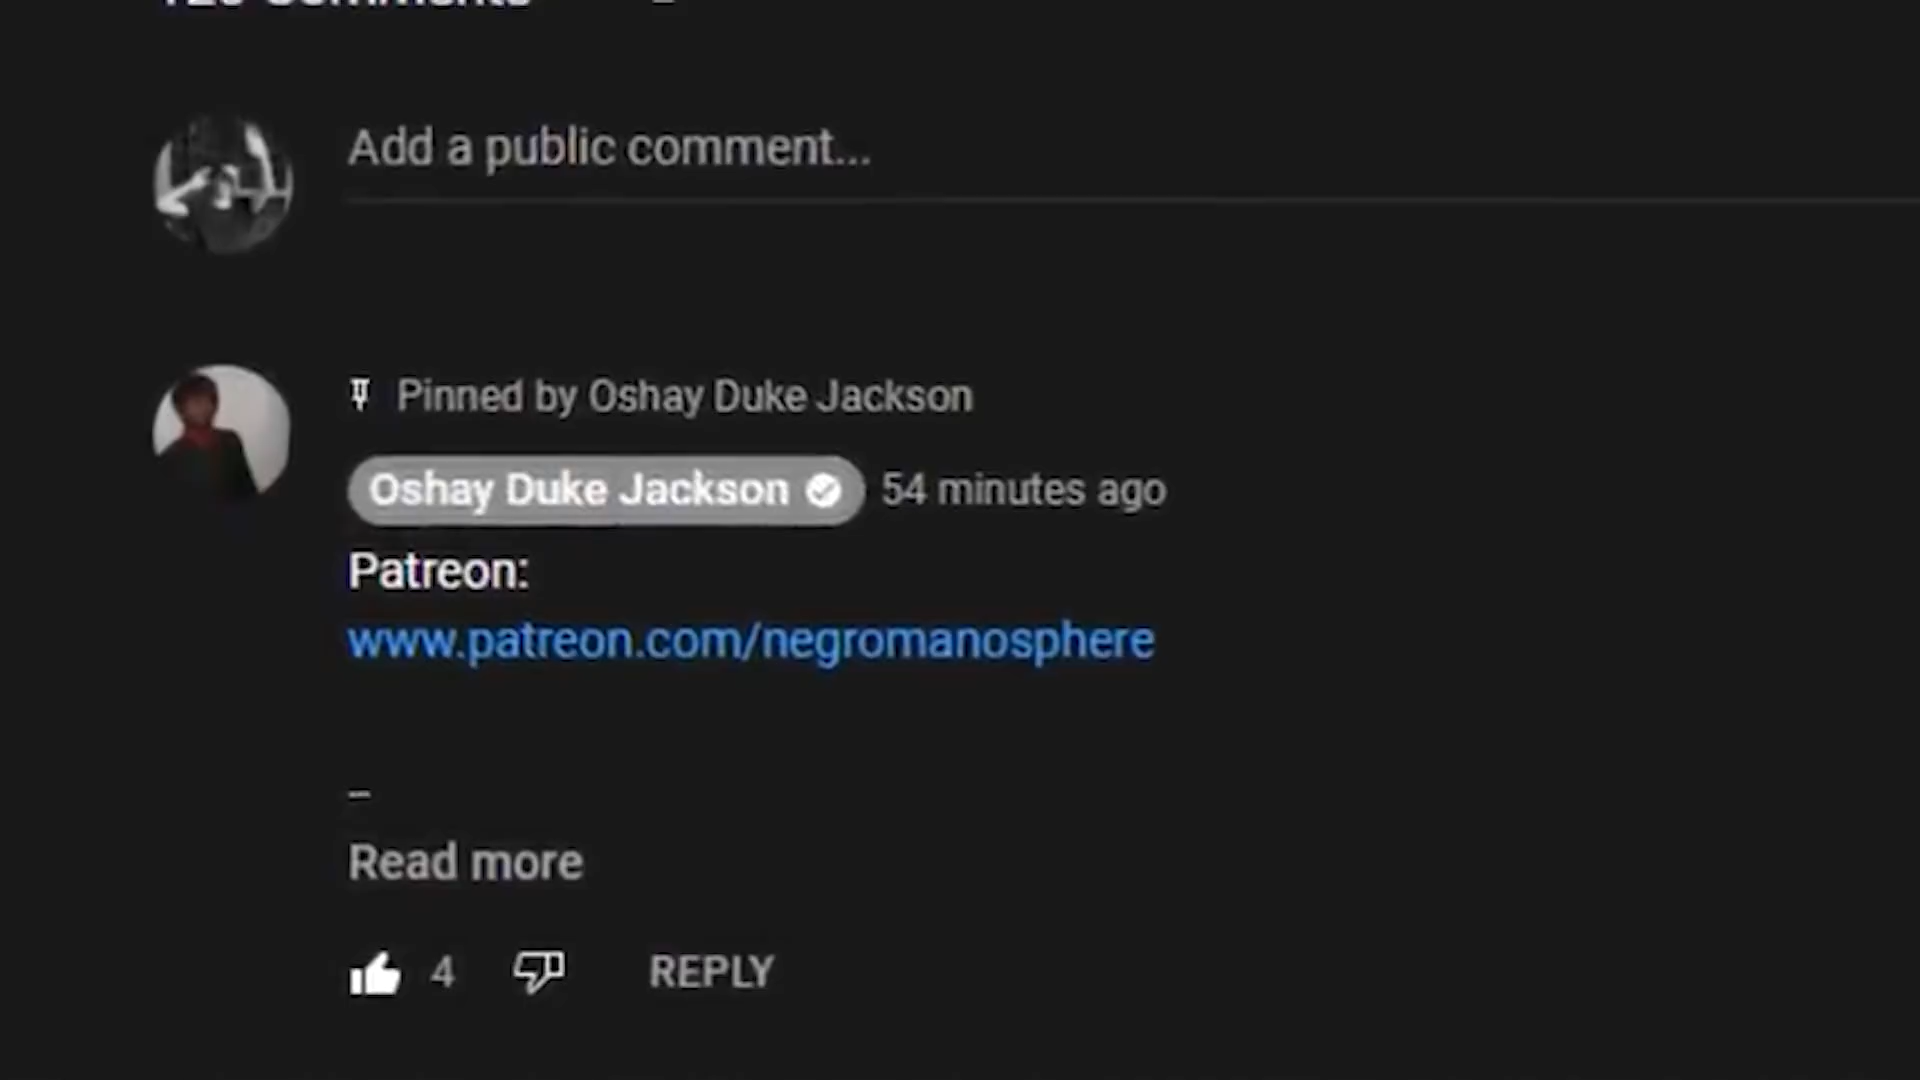 Comments
Add a public comment...
Pinned by Oshay Duke Jackson
Oshay Duke Jackson 54 minutes ago
Patreon:
www.patreon.com/negromanosphere
–
Read more
4 REPLY